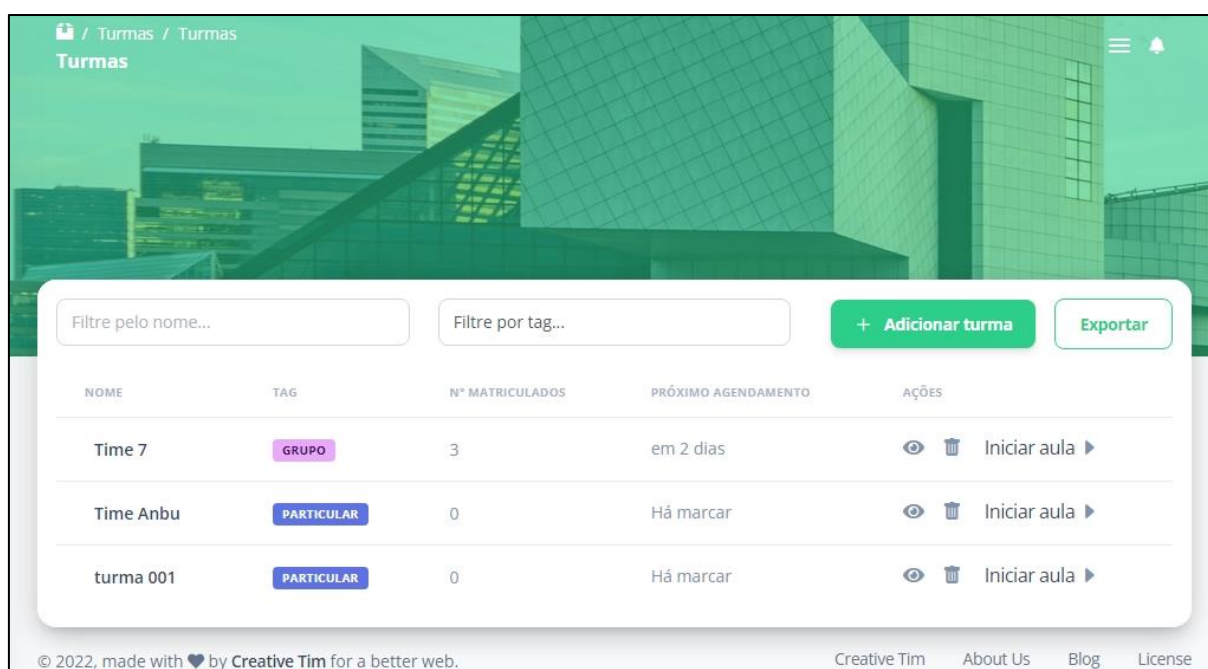 / Turmas / Turmas
Turmas
Filtre pelo nome... Filtre por tag... + Adicionar turma Exportar
NOME TAG Nº MATRICULADOS PRÓXIMO AGENDAMENTO AÇÕES
Time 7 GRUPO 3 em 2 dias Iniciar aula
Time Anbu PARTICULAR 0 Há marcar Iniciar aula
turma 001 PARTICULAR 0 Há marcar Iniciar aula
© 2022, made with ♥ by Creative Tim for a better web. Creative Tim About Us Blog License